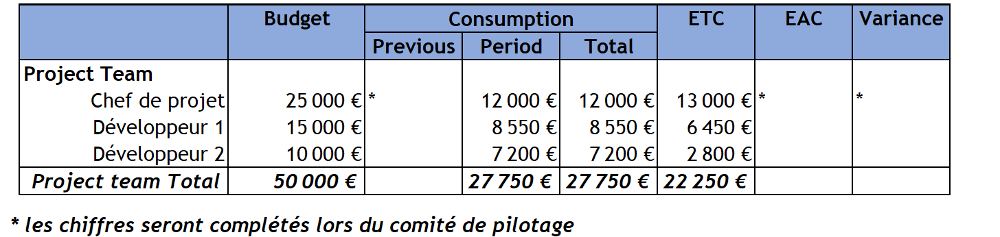 Budget Consumption ETC EAC Variance
Previous Period Total
Project Team
Chef de projet 25 000 € * 12 000 € 12 000 € 13 000 € * *
Développeur 1 15 000 € 8 550 € 8 550 € 6 450 €
Développeur 2 10 000 € 7 200 € 7 200 € 2 800 €
Project team Total 50 000 € 27 750 € 27 750 € 22 250 €
* les chiffres seront complétés lors du comité de pilotage